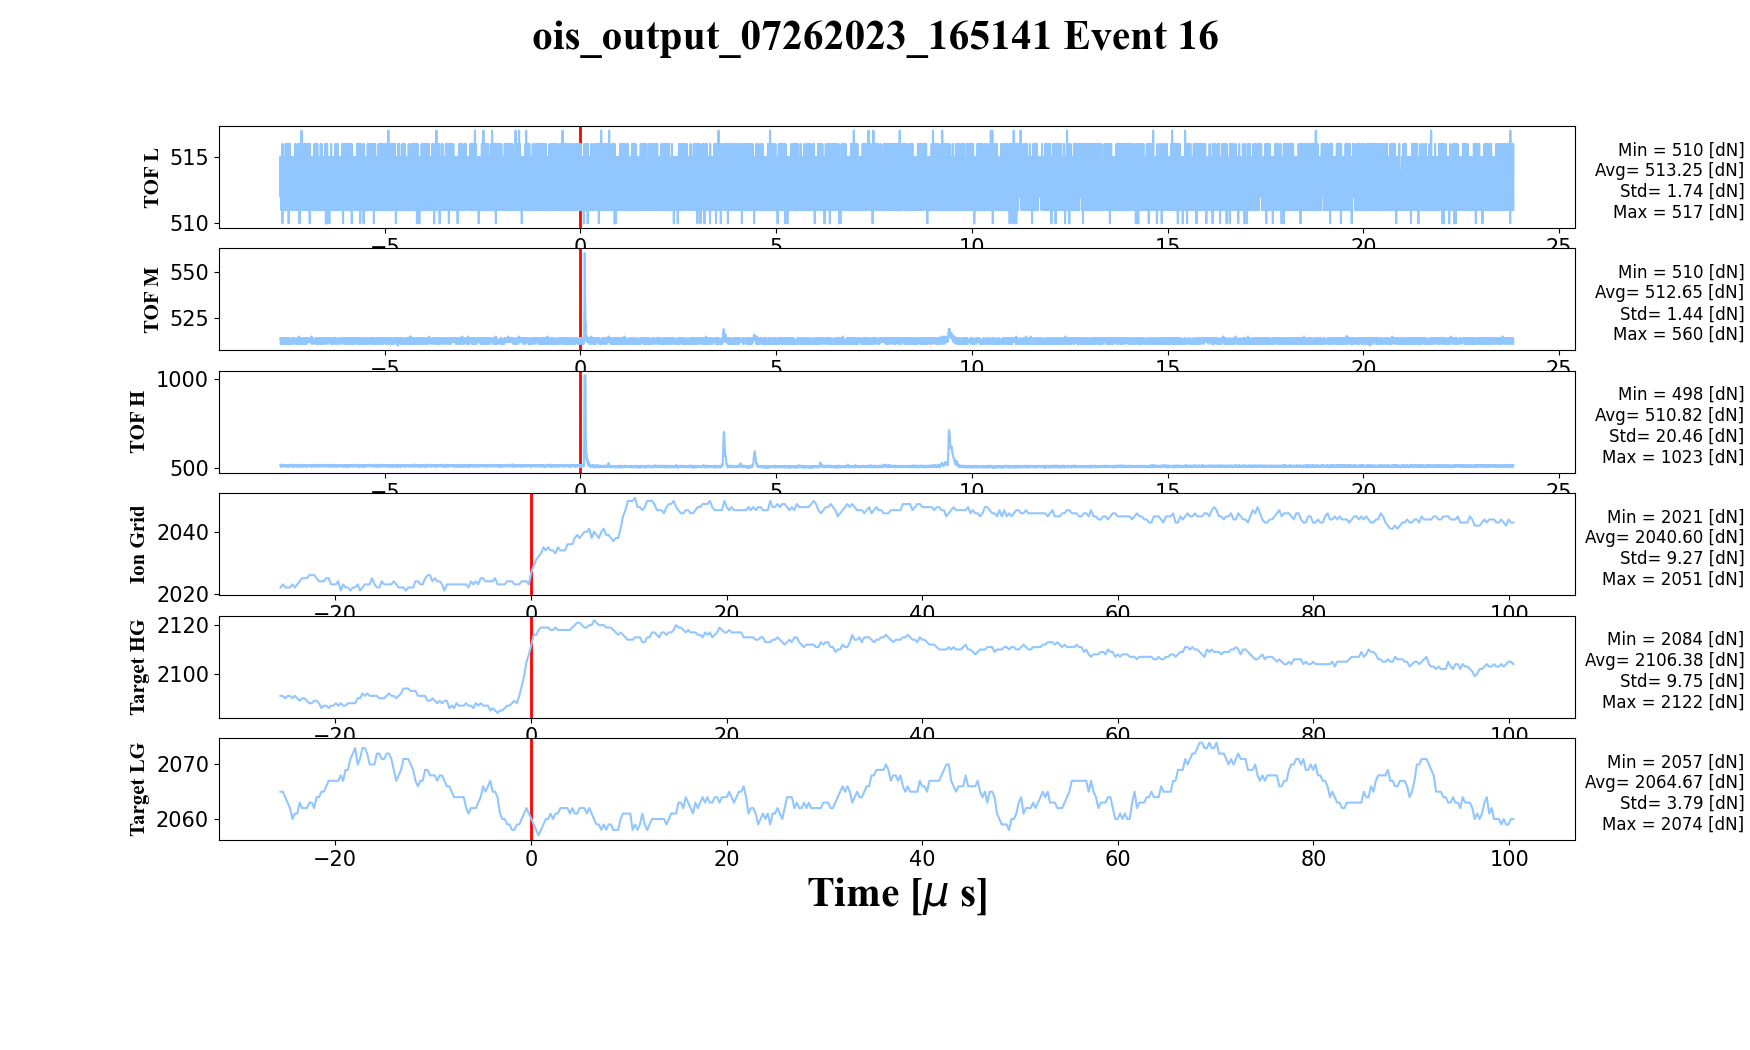 ois_output_07262023_165141 Event 16
TOF L
515
510
−5
0
5
10
15
20
25
Min = 510 [dN]
Avg= 513.25 [dN]
Std= 1.74 [dN]
Max = 517 [dN]
TOF M
550
525
−5
0
5
10
15
20
25
Min = 510 [dN]
Avg= 512.65 [dN]
Std= 1.44 [dN]
Max = 560 [dN]
TOF H
1000
500
−5
0
5
10
15
20
25
Min = 498 [dN]
Avg= 510.82 [dN]
Std= 20.46 [dN]
Max = 1023 [dN]
Ion Grid
2040
2020
−20
0
20
40
60
80
100
Min = 2021 [dN]
Avg= 2040.60 [dN]
Std= 9.27 [dN]
Max = 2051 [dN]
Target HG
2120
2100
−20
0
20
40
60
80
100
Min = 2084 [dN]
Avg= 2106.38 [dN]
Std= 9.75 [dN]
Max = 2122 [dN]
Target LG
2070
2060
−20
0
20
40
60
80
100
Min = 2057 [dN]
Avg= 2064.67 [dN]
Std= 3.79 [dN]
Max = 2074 [dN]
Time [μ s]